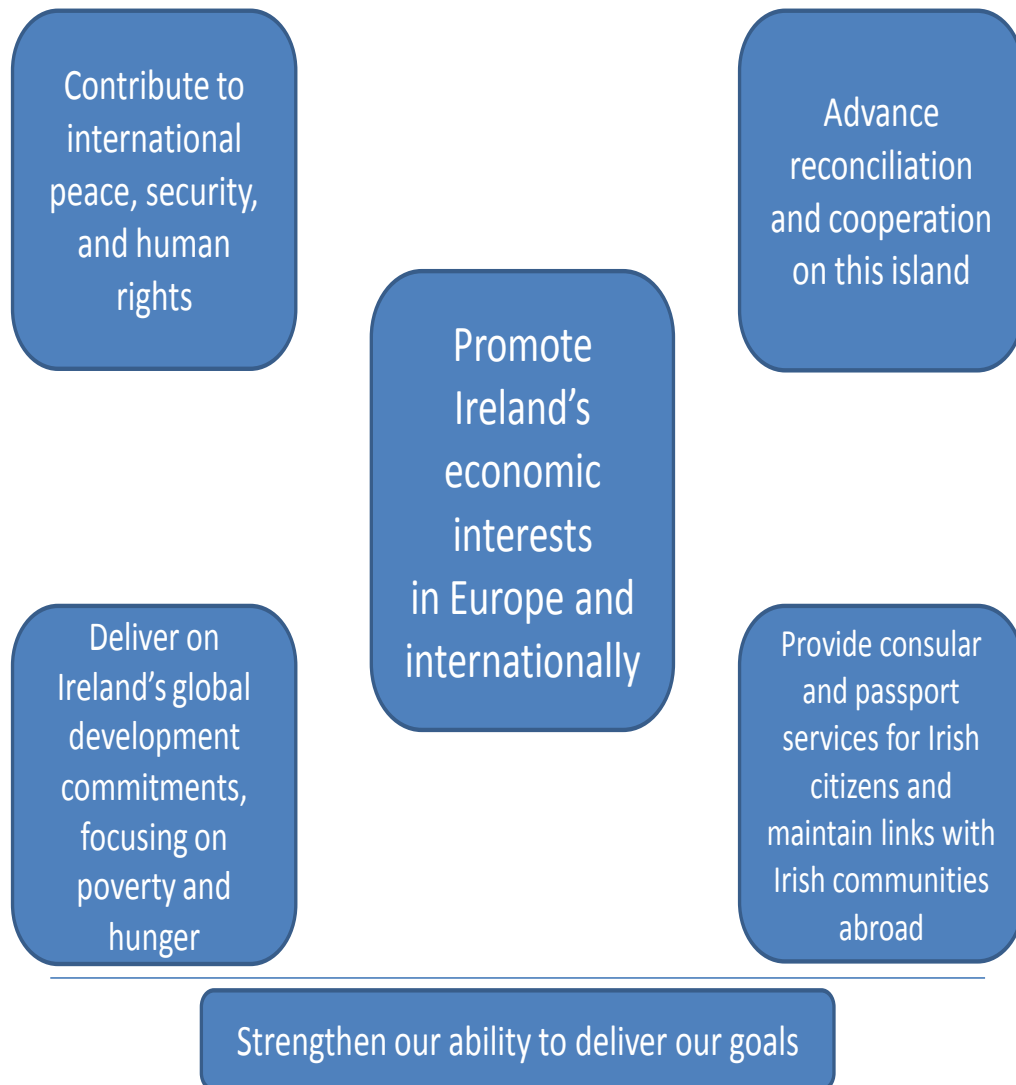 Contribute to
international
peace, security,
and human
rights
Advance
reconciliation
and cooperation
on this island
Promote
Ireland’s
economic
interests
in Europe and
internationally
Deliver on
Ireland’s global
development
commitments,
focusing on
poverty and
hunger
Provide consular
and passport
services for Irish
citizens and
maintain links with
Irish communities
abroad
Strengthen our ability to deliver our goals